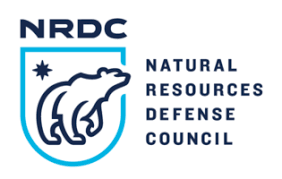 NRDC
NATURAL
RESOURCES
DEFENSE
COUNCIL